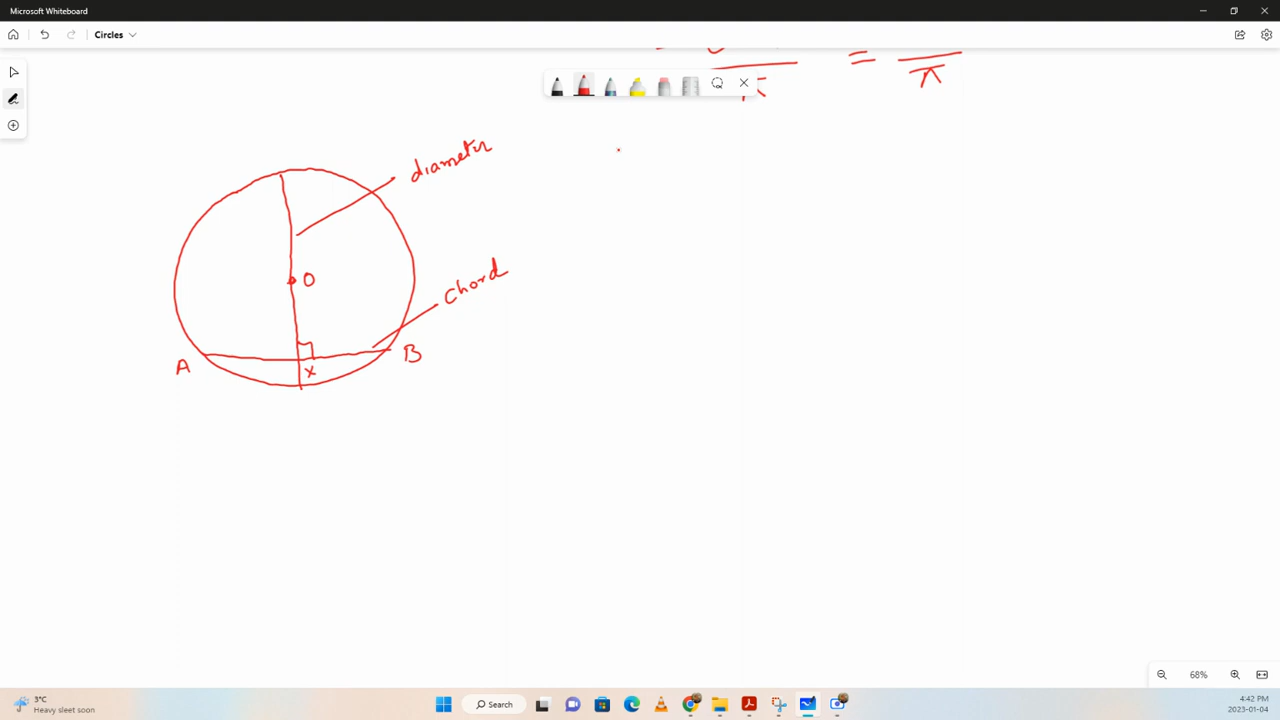 Microsoft Whiteboard
Circles
= π
diameter
O
chord
A
B
x
68%
3°C
Heavy sleet soon
Search
4:42 PM
2023-01-04